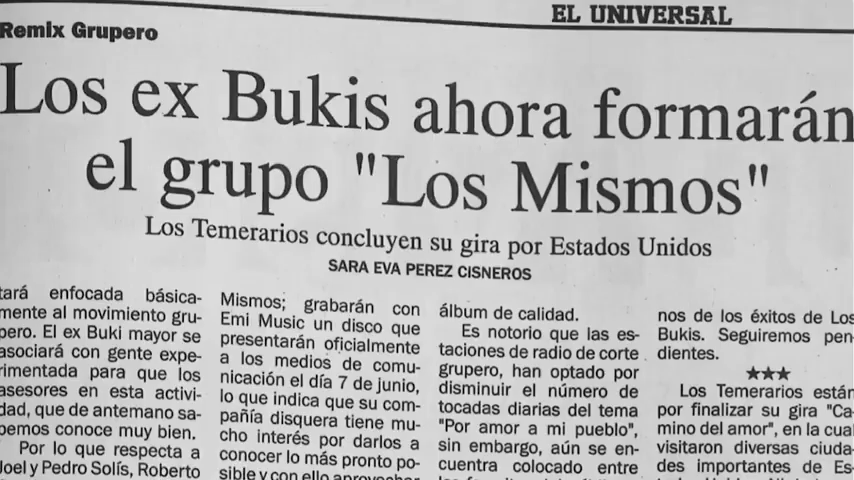 EL UNIVERSAL
Remix Grupero
Los ex Bukis ahora formarán
el grupo "Los Mismos"
Los Temerarios concluyen su gira por Estados Unidos
SARA EVA PEREZ CISNEROS
tará enfocada básica-
mente al movimiento gru-
pero. El ex Buki mayor se
asociará con gente expe-
rimentada para que los
asesores en esta activi-
dad, que de antemano sa-
bemos conoce muy bien.
Por lo que respecta a
Joel y Pedro Solís, Roberto
Mismos; grabarán con
Emi Music un disco que
presentarán oficialmente
a los medios de comu-
nicación el día 7 de junio,
lo que indica que su com-
pañía disquera tiene mu-
cho interés por darlos a
conocer lo más pronto po-
sible y con ello aprovechar
álbum de calidad.
Es notorio que las es-
taciones de radio de corte
grupero, han optado por
disminuir el número de
tocadas diarias del tema
"Por amor a mi pueblo",
sin embargo, aún se en-
cuentra colocado entre
nos de los éxitos de Los
Bukis. Seguiremos pen-
dientes.
★★★
Los Temerarios están
por finalizar su gira "Ca-
mino del amor", en la cual
visitaron diversas ciuda-
des importantes de Es-